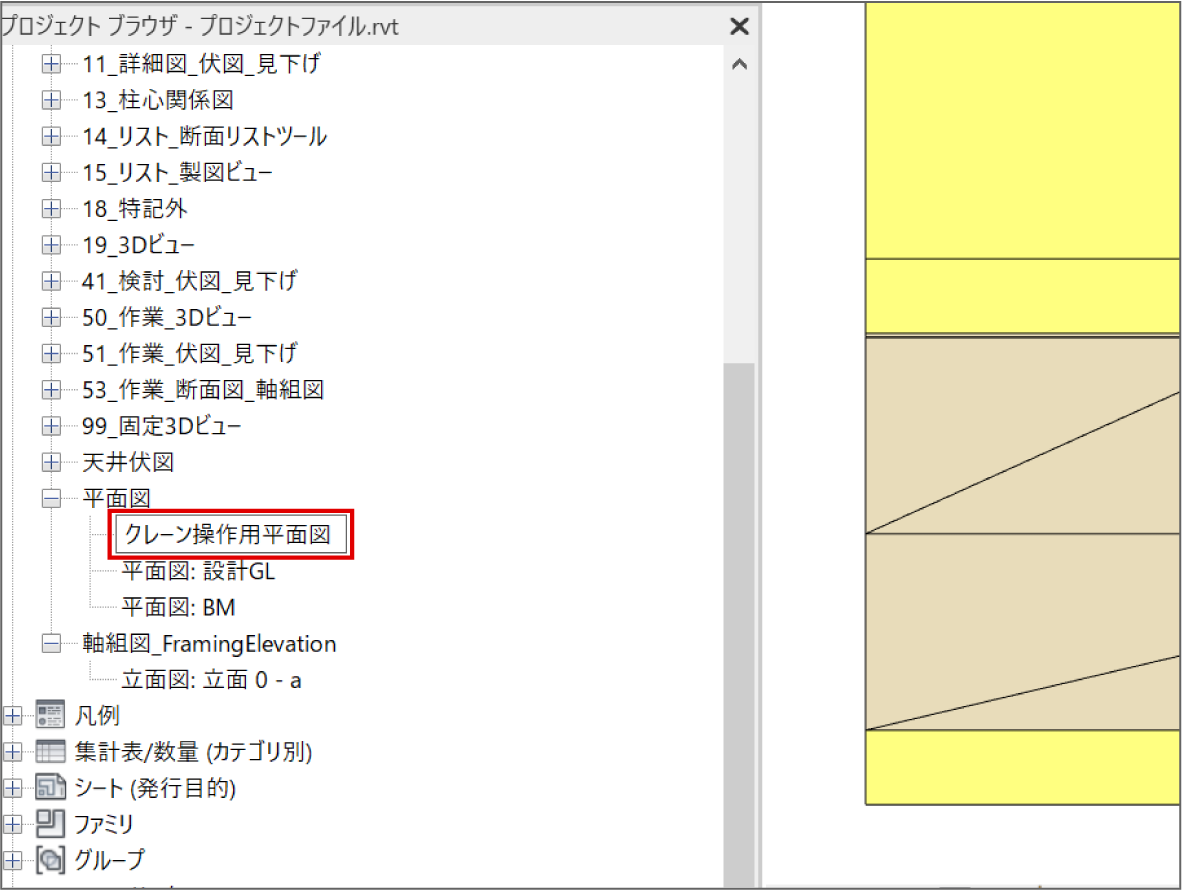 プロジェクト ブラウザ - プロジェクトファイル.rvt
11_詳細図_伏図_見下げ
13_柱心関係図
14_リスト_断面リストツール
15_リスト_製図ビュー
18_特記外
19_3Dビュー
41_検討_伏図_見下げ
50_作業_3Dビュー
51_作業_伏図_見下げ
53_作業_断面図_軸組図
99_固定3Dビュー
天井伏図
平面図
クレーン操作用平面図
平面図: 設計GL
平面図: BM
軸組図_FramingElevation
立面図: 立面 0 - a
凡例
集計表/数量 (カテゴリ別)
シート (発行目的)
ファミリ
グループ